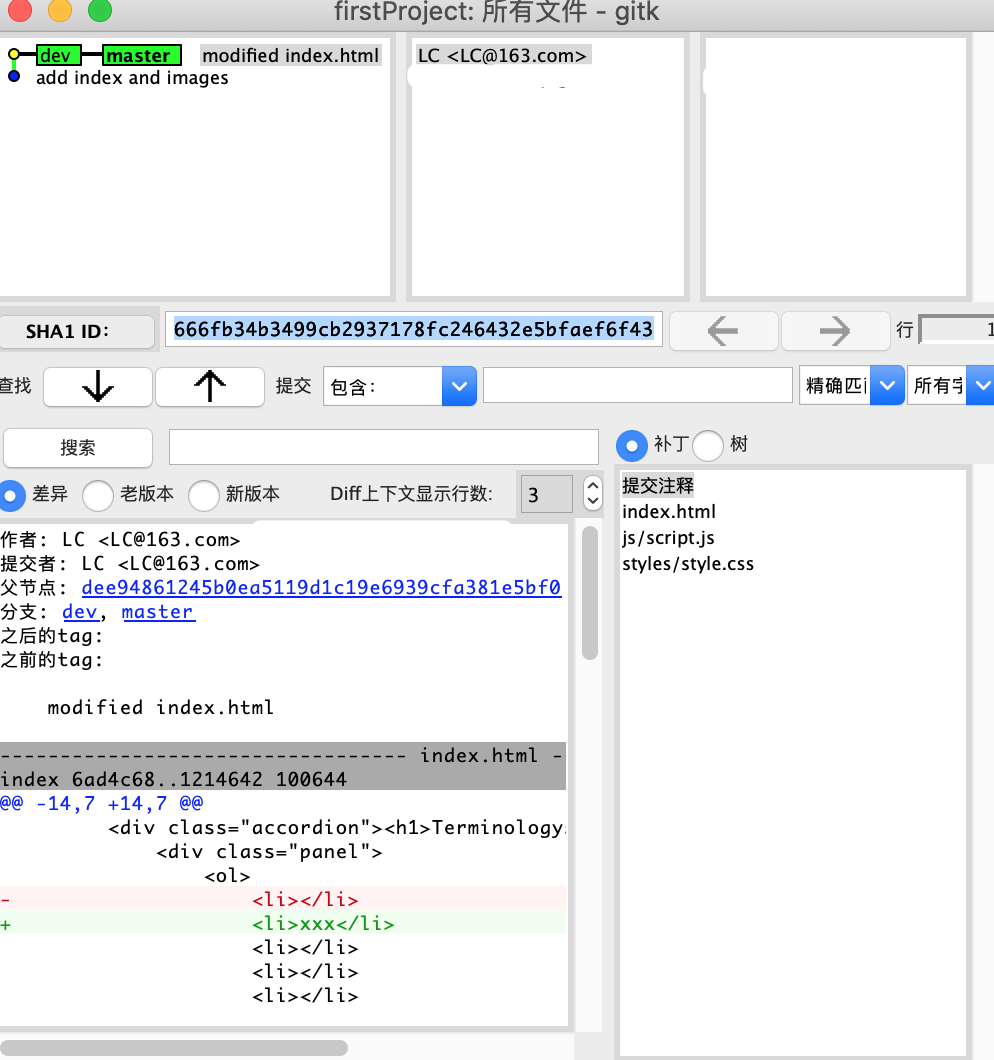 firstProject: 所有文件 - gitk
dev master modified index.html LC <LC@163.com>
add index and images
SHA1 ID: 666fb34b3499cb2937178fc246432e5bfaef6f43 行 1
查找 提交 包含: 精确匹 所有字
搜索 补丁 树
差异 老版本 新版本 Diff上下文显示行数: 3
提交注释
index.html
js/script.js
styles/style.css
作者: LC <LC@163.com>
提交者: LC <LC@163.com>
父节点: dee94861245b0ea5119d1c19e6939cfa381e5bf0
分支: dev, master
之后的tag:
之前的tag:
modified index.html
---------------------------------- index.html -
index 6ad4c68..1214642 100644
@@ -14,7 +14,7 @@
<div class="accordion"><h1>Terminology
<div class="panel">
<ol>
- <li></li>
+ <li>xxx</li>
<li></li>
<li></li>
<li></li>